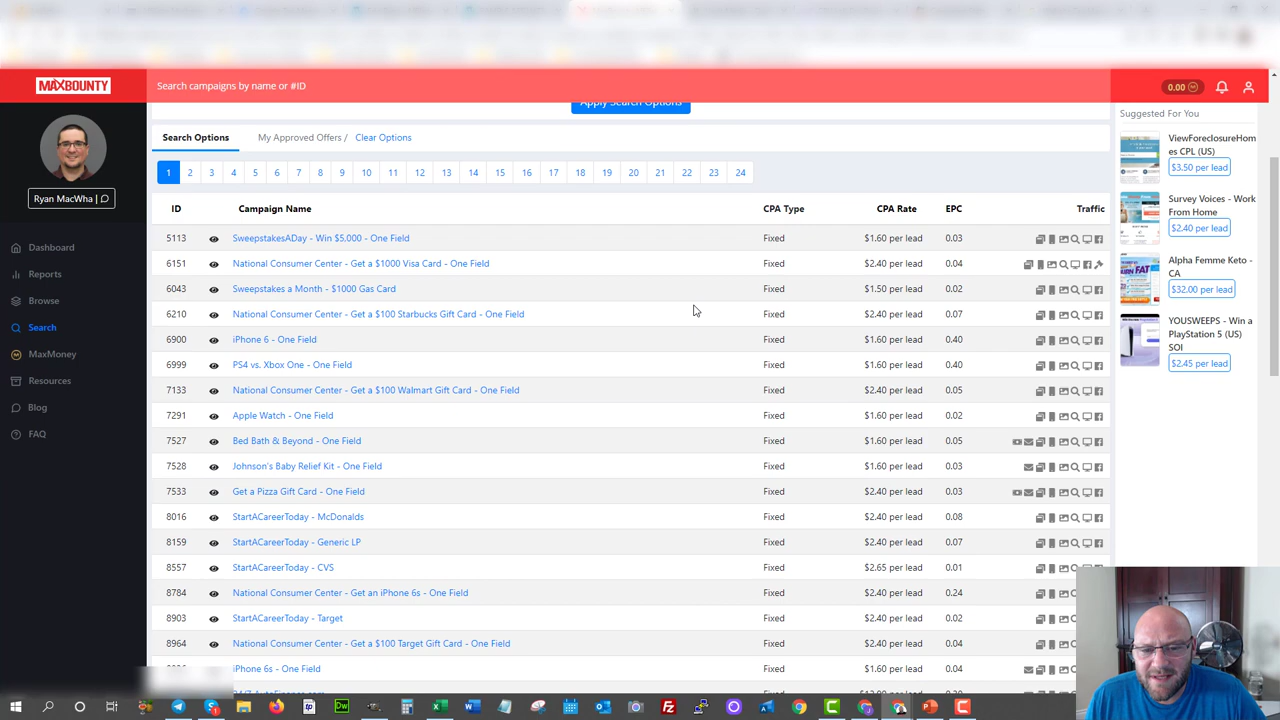 MAXBOUNTY
Search campaigns by name or #ID
0.00
Ryan MacWha |
Dashboard
Reports
Browse
Search
MaxMoney
Resources
Blog
FAQ
Apply Search Options
Search Options My Approved Offers / Clear Options
1 2 3 4 5 6 7 8 9 10 11 12 16 17 18 19 20 21 22 23 24
ID Campaign Name CPA Type Rate EPC Traffic
5113 SweepstakesADay - Win $5,000 - One Field Fixed $1.60 per lead 0.03
6151 National Consumer Center - Get a $1000 Visa Card - One Field Fixed $2.40 per lead 0.04
6043 Sweepstakes a Month - $1000 Gas Card Fixed $1.60 per lead 0.02
6210 National Consumer Center - Get a $100 Starbucks Gift Card - One Field Fixed $2.40 per lead 0.07
6900 iPhone 6 - One Field Fixed $1.60 per lead 0.40
6999 PS4 vs. Xbox One - One Field Fixed $1.60 per lead 0.40
7133 National Consumer Center - Get a $100 Walmart Gift Card - One Field Fixed $2.40 per lead 0.05
7291 Apple Watch - One Field Fixed $1.60 per lead 0.02
7527 Bed Bath & Beyond - One Field Fixed $1.60 per lead 0.05
7528 Johnson's Baby Relief Kit - One Field Fixed $1.60 per lead 0.03
7533 Get a Pizza Gift Card - One Field Fixed $2.40 per lead 0.03
8016 StartACareerToday - McDonalds Fixed $2.40 per lead 0.08
8159 StartACareerToday - Generic LP Fixed $2.40 per lead 0.07
8557 StartACareerToday - CVS Fixed $2.65 per lead 0.01
8784 National Consumer Center - Get an iPhone 6s - One Field Fixed $2.40 per lead 0.24
8903 StartACareerToday - Target Fixed $2.40 per lead 0.02
8964 National Consumer Center - Get a $100 Target Gift Card - One Field Fixed $2.40 per lead 0.04
iPhone 6s - One Field Fixed $1.60 per lead 0.04
Suggested For You
ViewForeclosureHom
es CPL (US)
$3.50 per lead
Survey Voices - Work
From Home
$2.40 per lead
Alpha Femme Keto -
CA
$32.00 per lead
YOUSWEEPS - Win a
PlayStation 5 (US)
SOI
$2.45 per lead